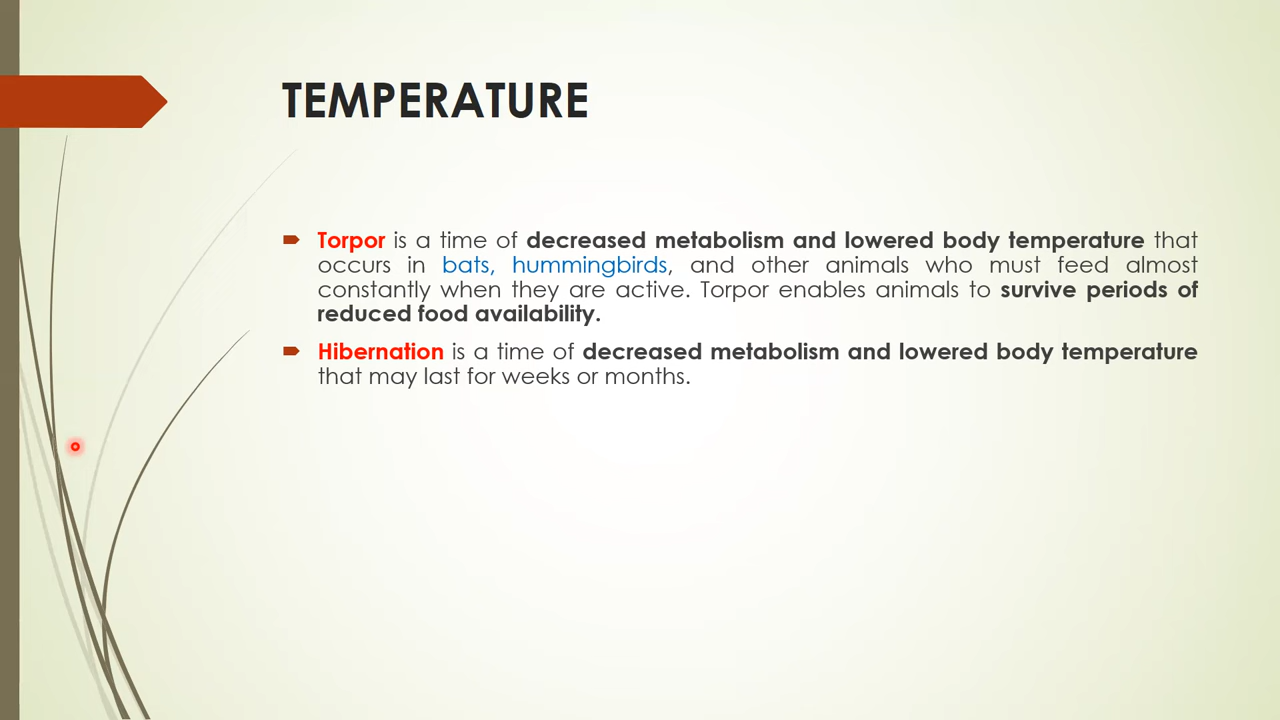 TEMPERATURE
Torpor is a time of decreased metabolism and lowered body temperature that
occurs in bats, hummingbirds, and other animals who must feed almost
constantly when they are active. Torpor enables animals to survive periods of
reduced food availability.
Hibernation is a time of decreased metabolism and lowered body temperature
that may last for weeks or months.